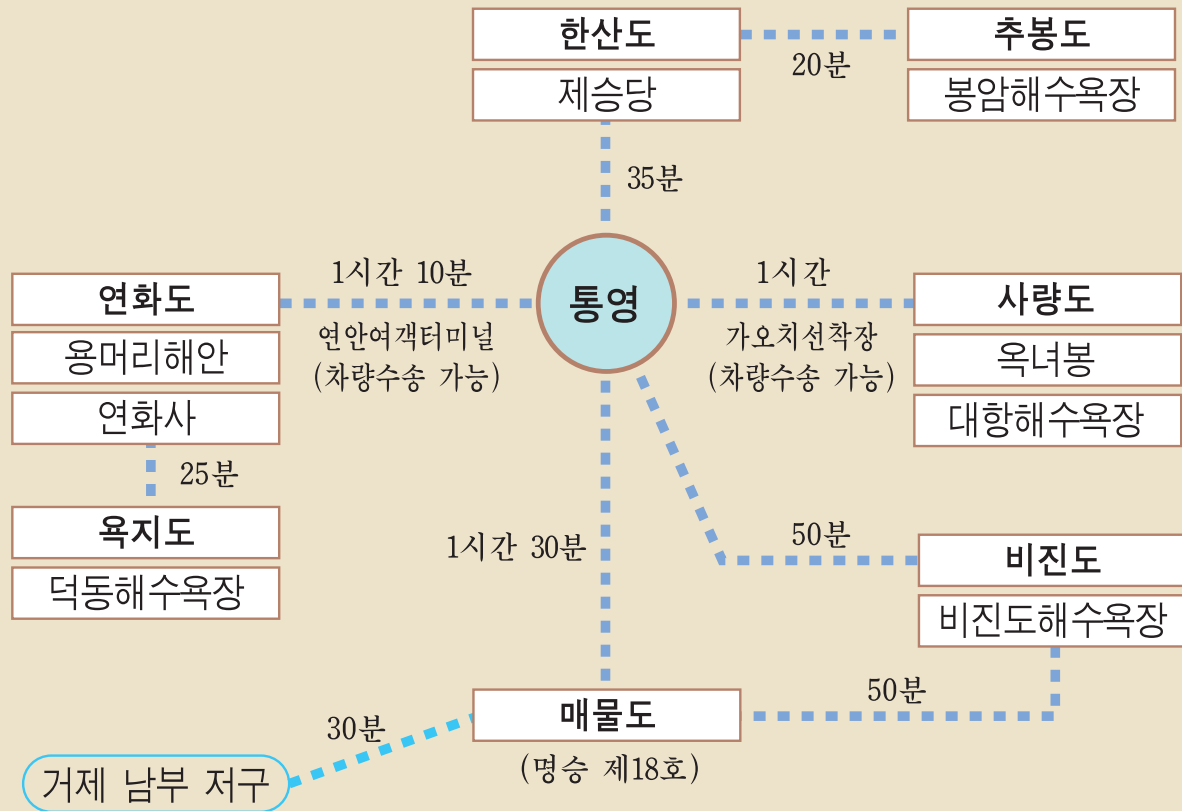 한산도
제승당
20분
추봉도
봉암해수욕장
35분
통영
1시간 10분
연안여객터미널
(차량수송 가능)
연화도
용머리해안
연화사
25분
욕지도
덕동해수욕장
1시간
가오치선착장
(차량수송 가능)
사량도
옥녀봉
대항해수욕장
1시간 30분
50분
비진도
비진도해수욕장
50분
매물도
(명승 제18호)
30분
거제 남부 저구